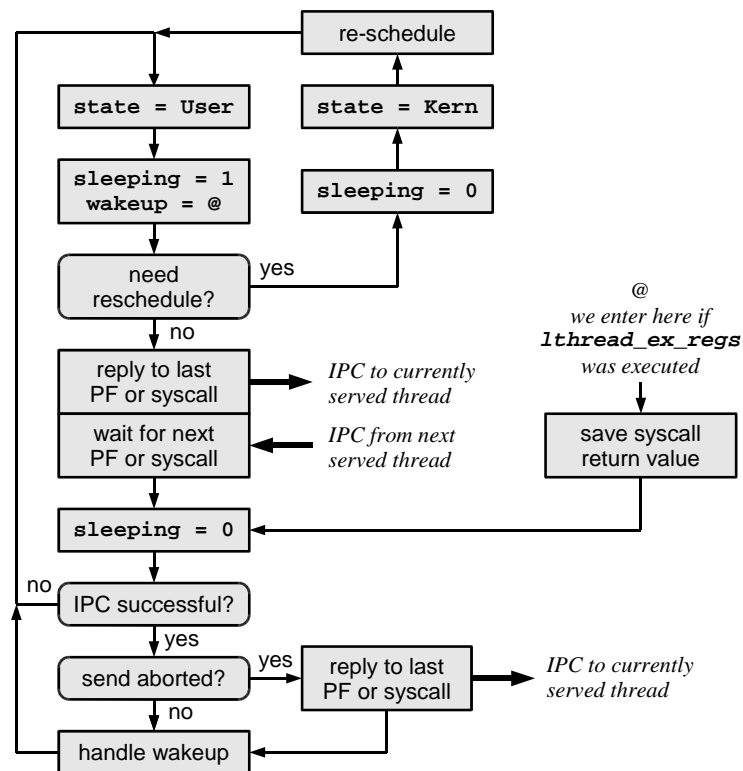 re-schedule
state = User
state = Kern
sleeping = 1
wakeup = @
sleeping = 0
need
reschedule?
yes
no
@
we enter here if
lthread_ex_regs
was executed
reply to last
PF or syscall
IPC to currently
served thread
wait for next
PF or syscall
IPC from next
served thread
save syscall
return value
sleeping = 0
no
IPC successful?
yes
send aborted?
yes
reply to last
PF or syscall
IPC to currently
served thread
no
handle wakeup